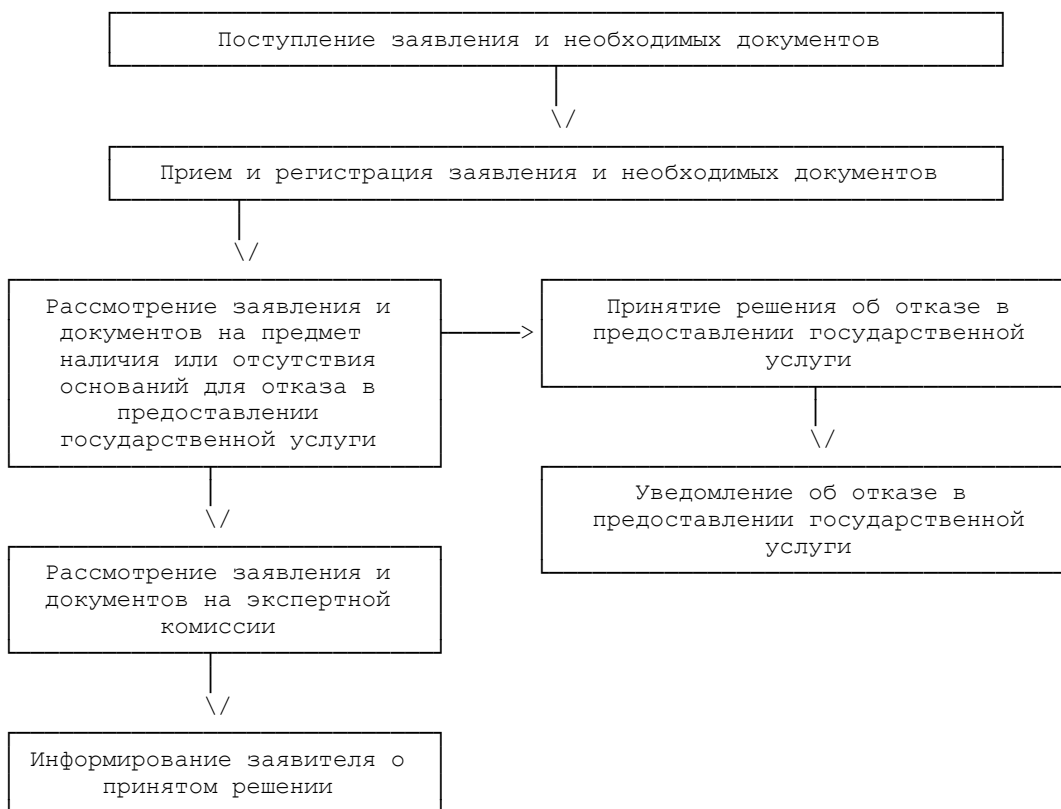 Поступление заявления и необходимых документов
Прием и регистрация заявления и необходимых документов
Рассмотрение заявления и
документов на предмет
наличия или отсутствия
оснований для отказа в
предоставлении
государственной услуги
Принятие решения об отказе в
предоставлении государственной
услуги
Уведомление об отказе в
предоставлении государственной
услуги
Рассмотрение заявления и
документов на экспертной
комиссии
Информирование заявителя о
принятом решении